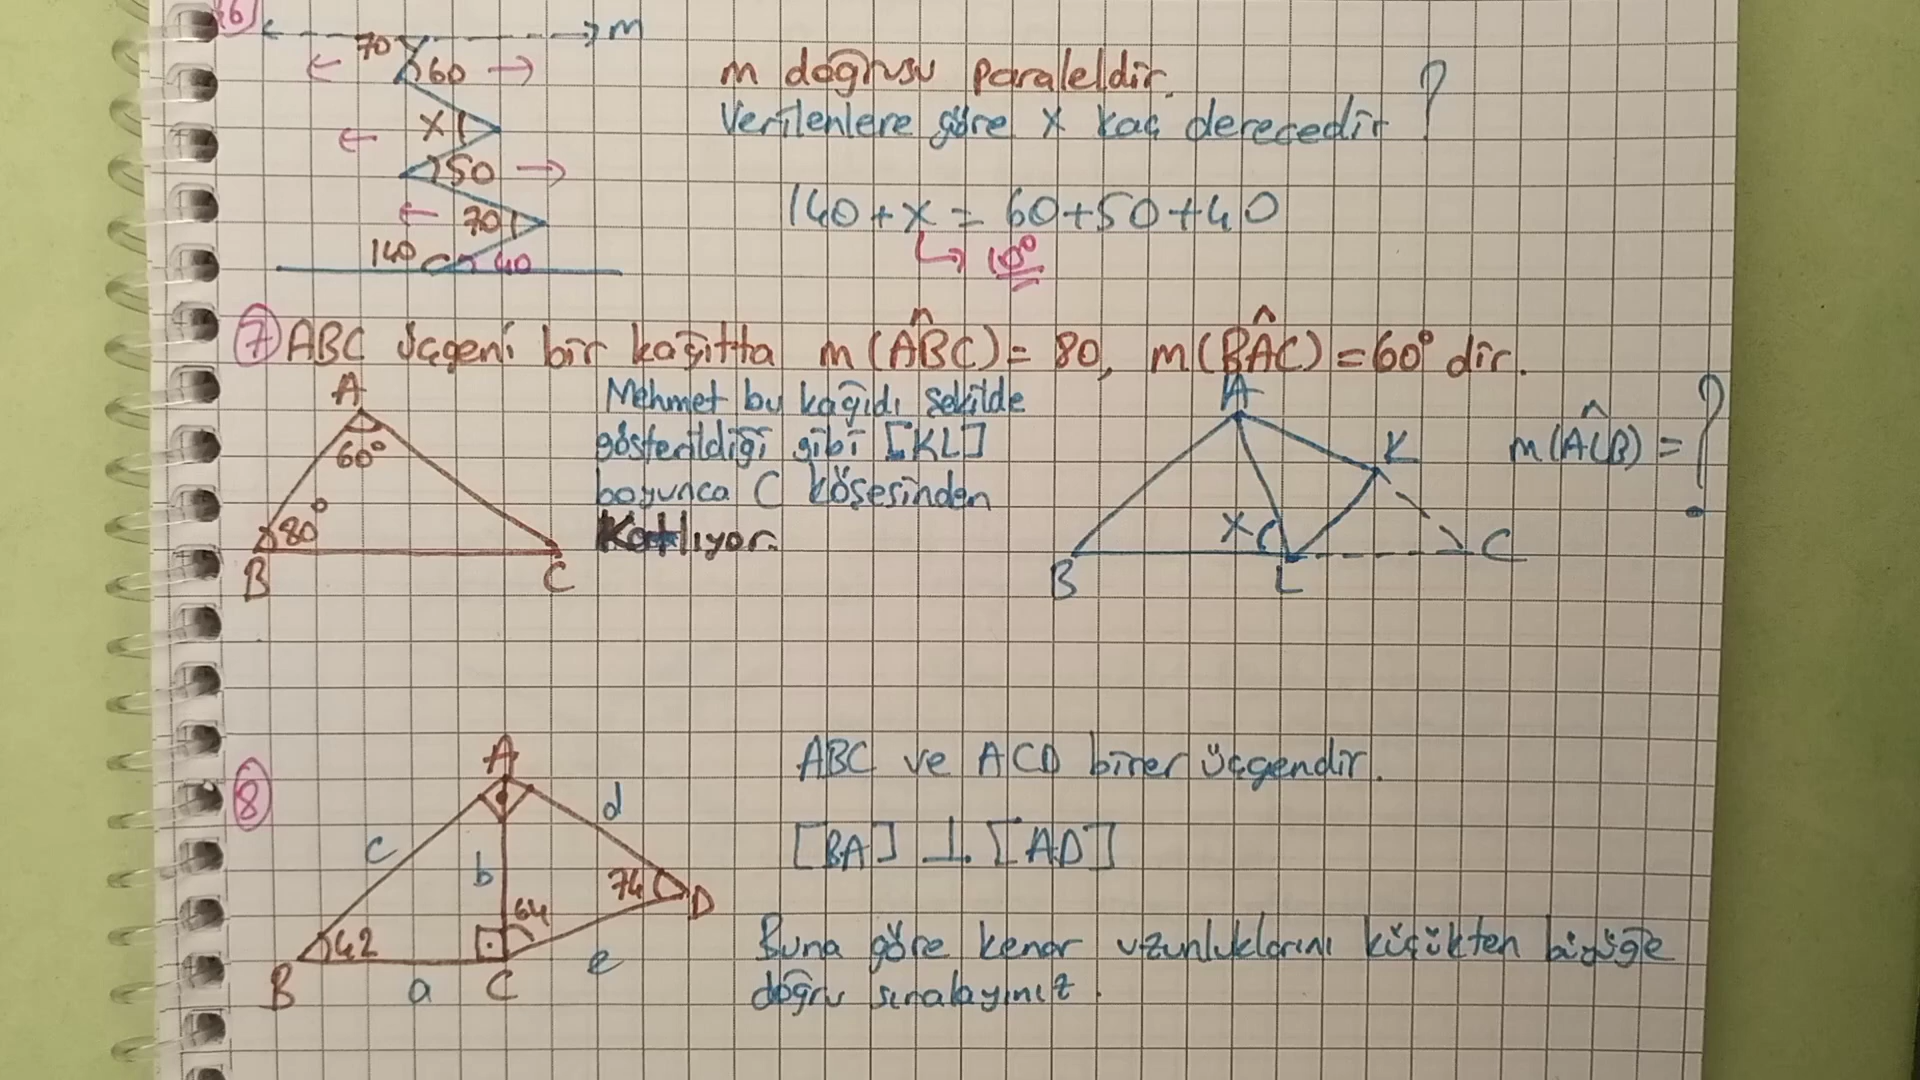 6
m
70
60
m doğrusu paraleldir.
X
Verilenlere göre x kaç derecedir ?
50
70
140 + x = 60+50+40
140
40
10°
7 ABC üçgeni bir kağıtta m(ABC) = 80, m(BAC) = 60° dir.
A
60°
80°
B
C
Mehmet bu kağıdı şekilde
gösterildiği gibi [KL]
boyunca C köşesinden
Katlıyor.
A
K
X
B
L
C
m(ALB) = ?
8
A
c
d
b
74
64
42
B
a
C
e
D
ABC ve ACD birer üçgendir.
[BA] ⊥ [AD]
Buna göre kenar uzunluklarını küçükten büyüğe
doğru sıralayınız.